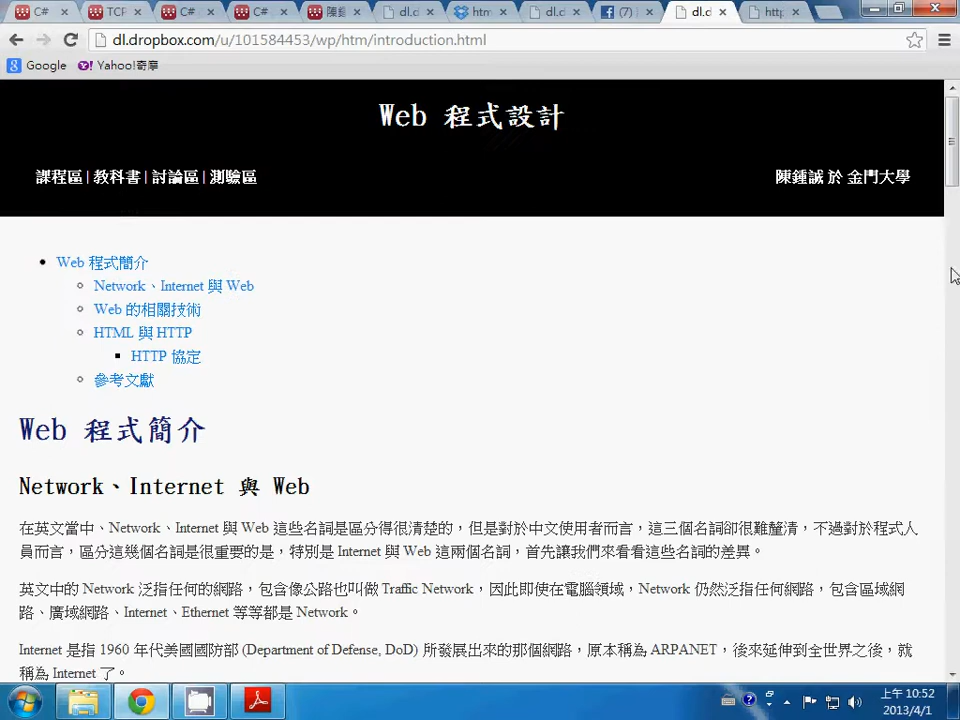 C#
TCP
C#
C#
陳鍾
dl.d
htm
dl.d
(7)
dl.d
http
dl.dropbox.com/u/101584453/wp/htm/introduction.html
Google Yahoo!奇摩
Web 程式設計
課程區 | 教科書 | 討論區 | 測驗區
陳鍾誠 於 金門大學
Web 程式簡介
Network、Internet 與 Web
Web 的相關技術
HTML 與 HTTP
HTTP 協定
參考文獻
Web 程式簡介
Network、Internet 與 Web
在英文當中、Network、Internet 與 Web 這些名詞是區分得很清楚的，但是對於中文使用者而言，這三個名詞卻很難釐清，不過對於程式人
員而言，區分這幾個名詞是很重要的是，特別是 Internet 與 Web 這兩個名詞，首先讓我們來看看這些名詞的差異。
英文中的 Network 泛指任何的網路，包含像公路也叫做 Traffic Network，因此即使在電腦領域，Network 仍然泛指任何網路，包含區域網
路、廣域網路、Internet、Ethernet 等等都是 Network。
Internet 是指 1960 年代美國國防部 (Department of Defense, DoD) 所發展出來的那個網路，原本稱為 ARPANET，後來延伸到全世界之後，就
稱為 Internet 了。
上午 10:52
2013/4/1